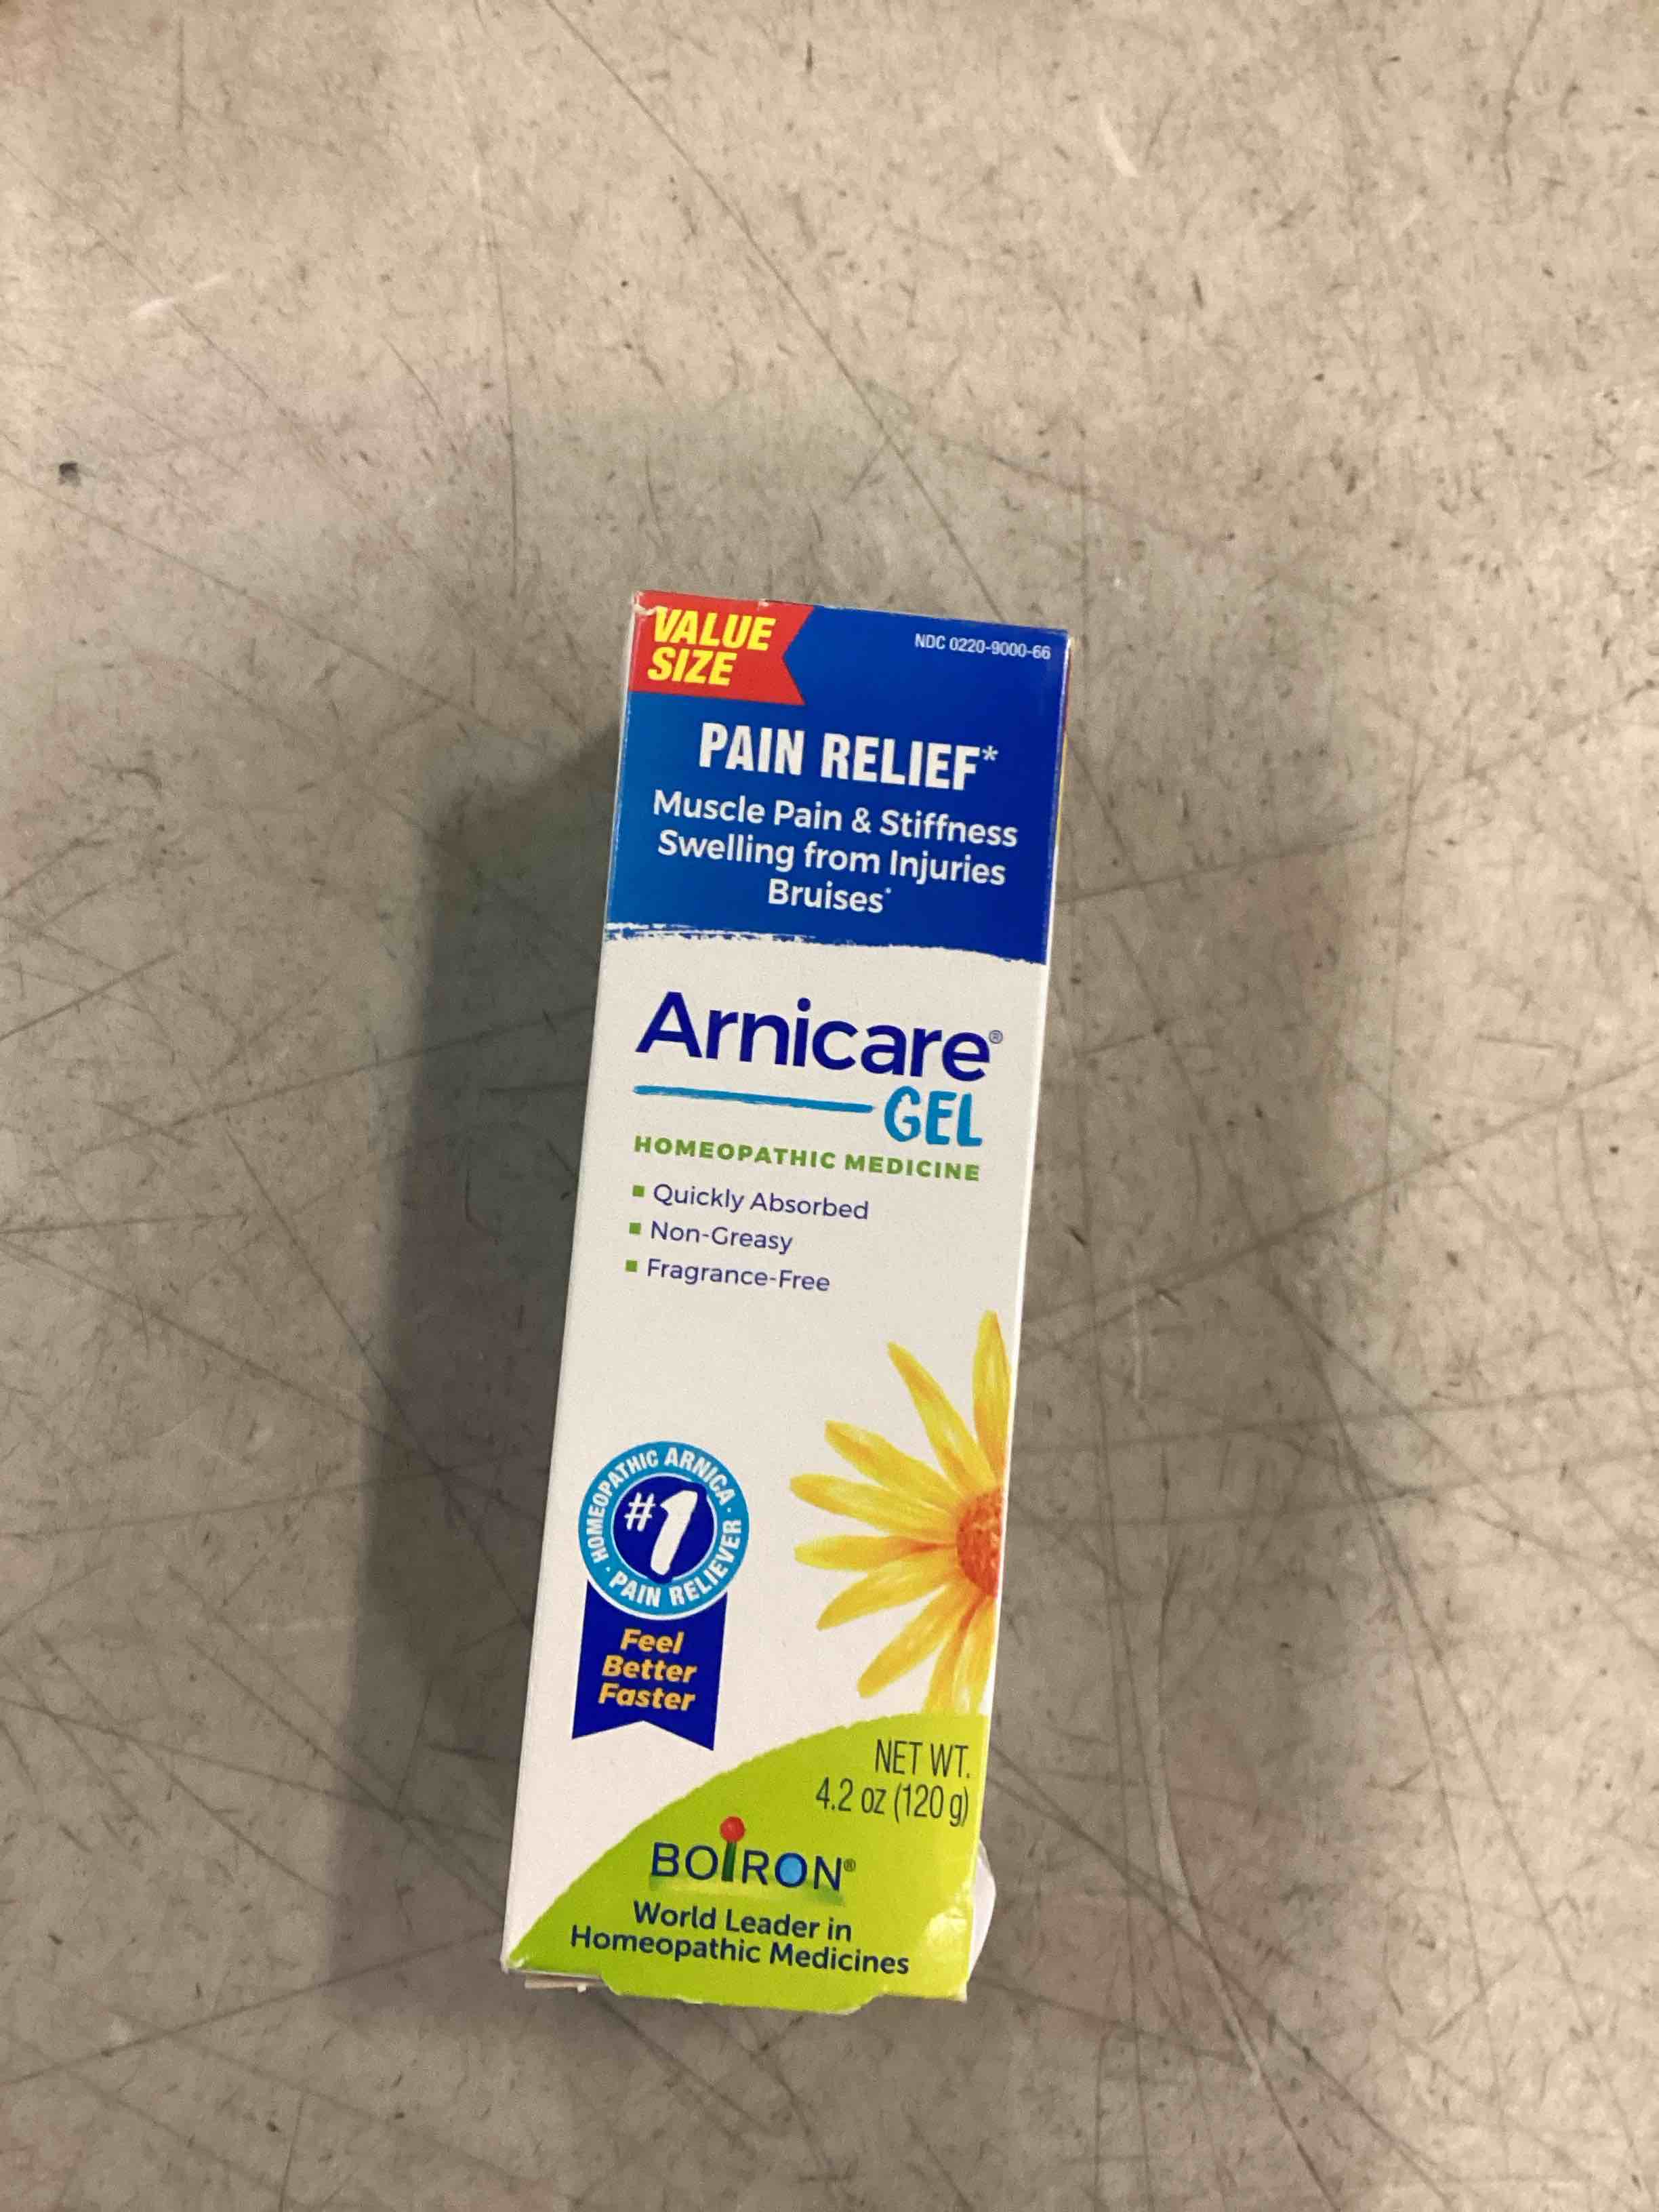 VALUE
SIZE
NDC 0220-9000-66
PAIN RELIEF*
Muscle Pain & Stiffness
Swelling from Injuries
Bruises*
Arnicare®
GEL
HOMEOPATHIC MEDICINE
Quickly Absorbed
Non-Greasy
Fragrance-Free
HOMEOPATHIC ARNICA
#1
PAIN RELIEVER
Feel
Better
Faster
NET WT.
4.2 oz (120 g)
BOIRON®
World Leader in
Homeopathic Medicines